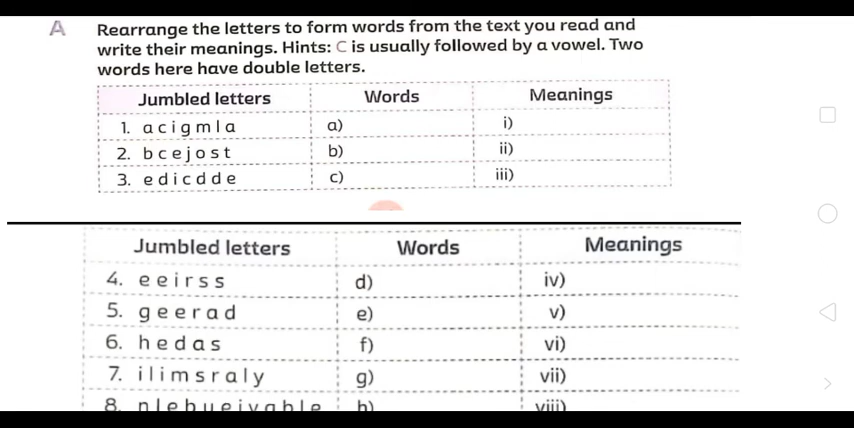 A Rearrange the letters to form words from the text you read and
write their meanings. Hints: C is usually followed by a vowel. Two
words here have double letters.
Jumbled letters Words Meanings
1. a c i g m l a a) i)
2. b c e j o s t b) ii)
3. e d i c d d e c) iii)
Jumbled letters Words Meanings
4. e e i r s s d) iv)
5. g e e r a d e) v)
6. h e d a s f) vi)
7. i l i m s r a l y g) vii)
8. n l e b u e i v a b l e h) viii)